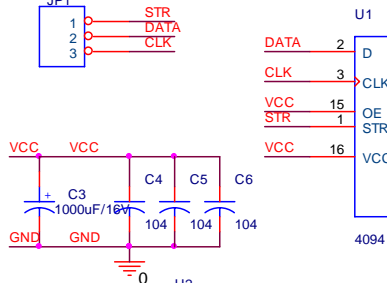 JP1
1 STR
2 DATA
3 CLK
U1
DATA 2 D
CLK 3 CLK
VCC 15 OE
STR 1 STR
VCC 16 VCC
4094
VCC VCC
+ C3 C4 C5 C6
1000uF/16V 104 104 104
GND GND
0